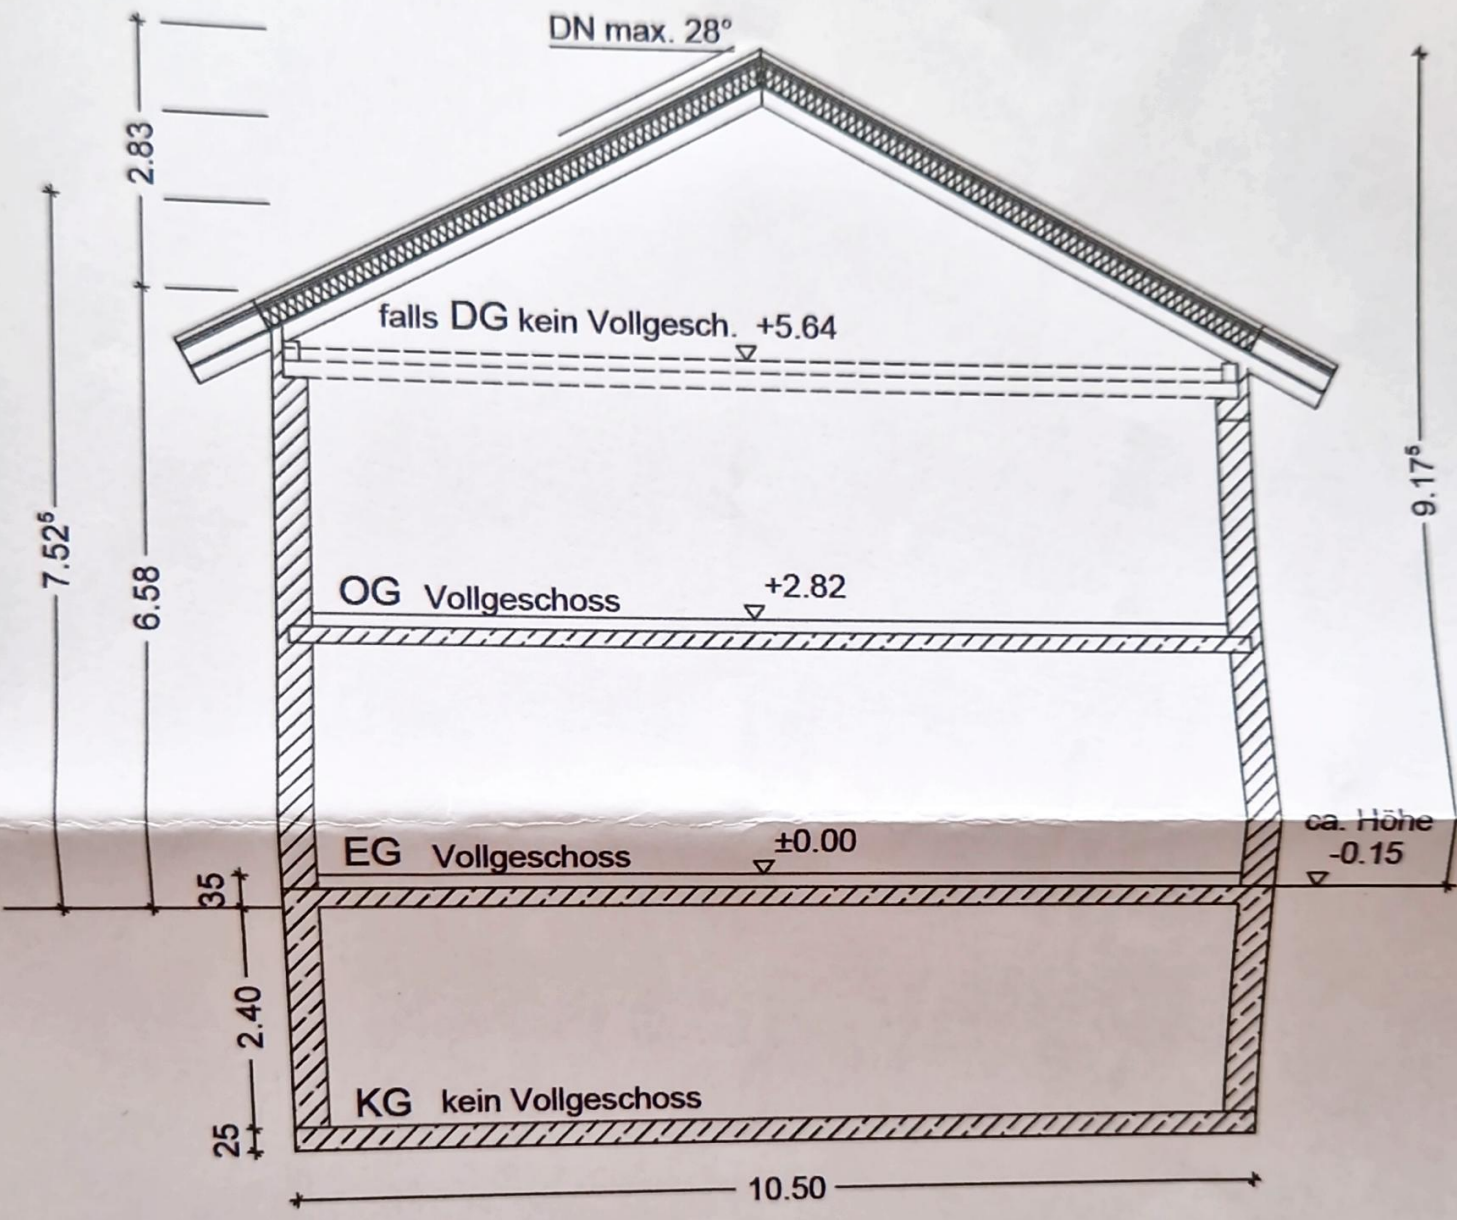 DN max. 28°
2.83
falls DG kein Vollgesch. +5.64
7.52⁵
6.58
9.17⁵
OG Vollgeschoss +2.82
EG Vollgeschoss ±0.00
ca. Höhe
-0.15
35
2.40
KG kein Vollgeschoss
25
10.50